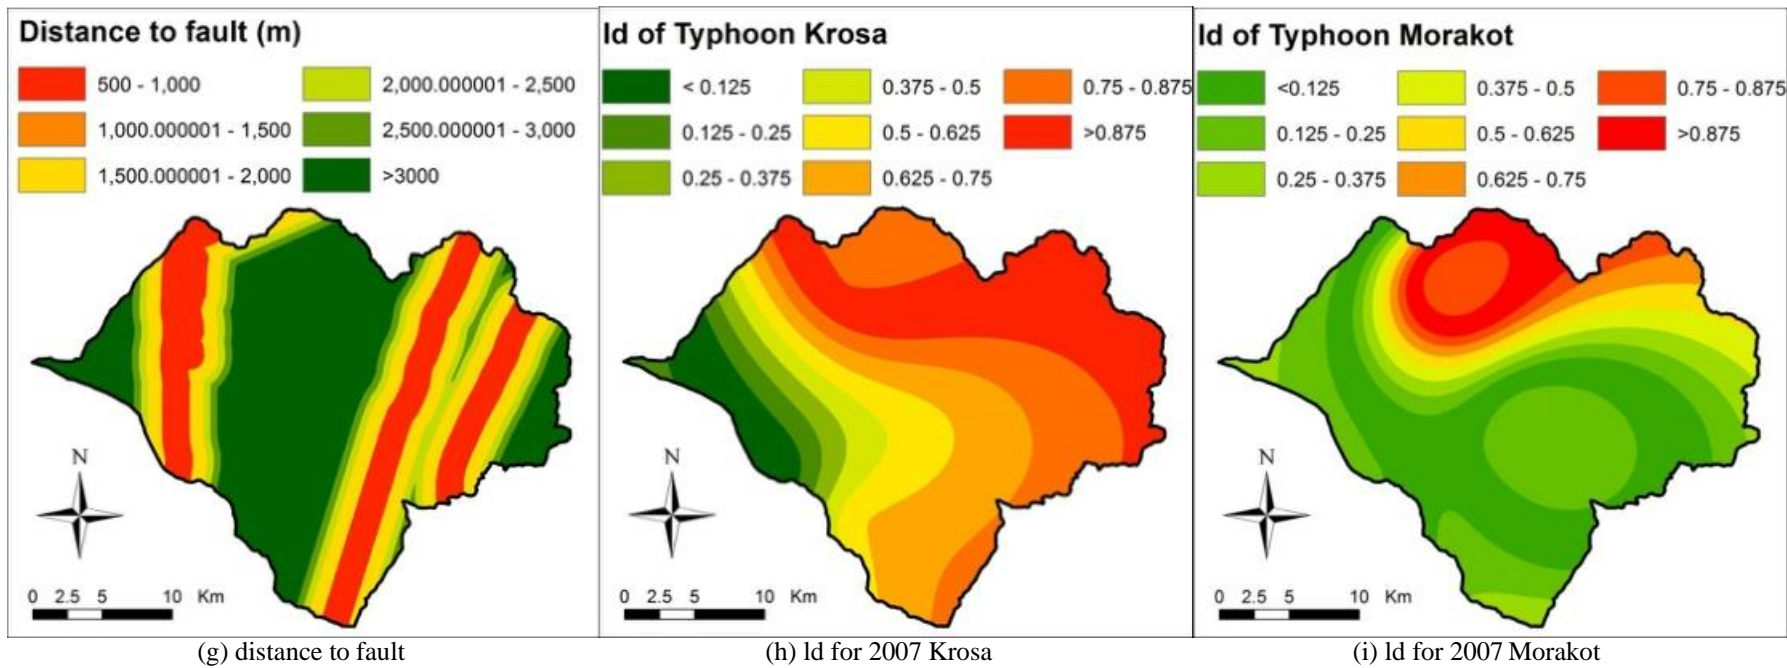 Distance to fault (m)
500 - 1,000
1,000.000001 - 1,500
1,500.000001 - 2,000
2,000.000001 - 2,500
2,500.000001 - 3,000
>3000
N
0 2.5 5 10 Km
(g) distance to fault
Id of Typhoon Krosa
< 0.125
0.125 - 0.25
0.25 - 0.375
0.375 - 0.5
0.5 - 0.625
0.625 - 0.75
0.75 - 0.875
>0.875
N
0 2.5 5 10 Km
(h) ld for 2007 Krosa
Id of Typhoon Morakot
<0.125
0.125 - 0.25
0.25 - 0.375
0.375 - 0.5
0.5 - 0.625
0.625 - 0.75
0.75 - 0.875
>0.875
N
0 2.5 5 10 Km
(i) ld for 2007 Morakot